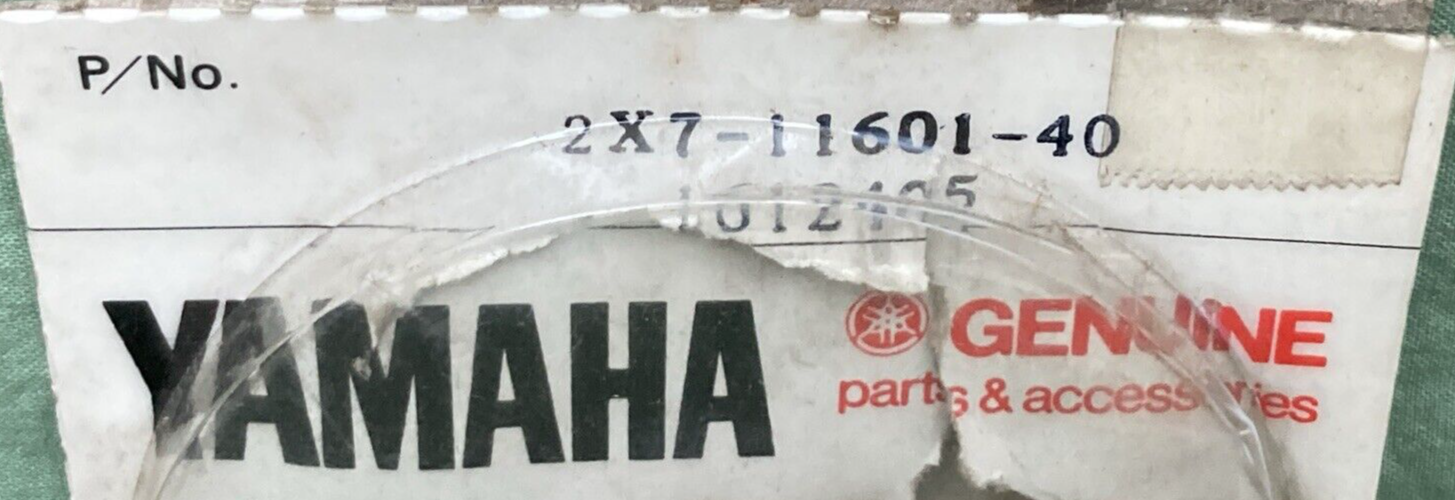 P/No.
2X7-11601-40
YAMAHA
GENUINE
parts & accessories